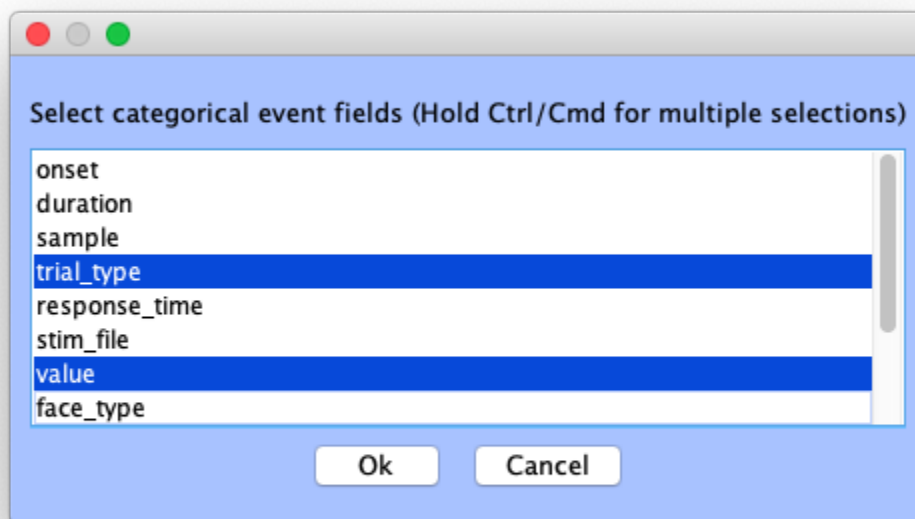 Select categorical event fields (Hold Ctrl/Cmd for multiple selections)
onset
duration
sample
trial_type
response_time
stim_file
value
face_type
Ok
Cancel